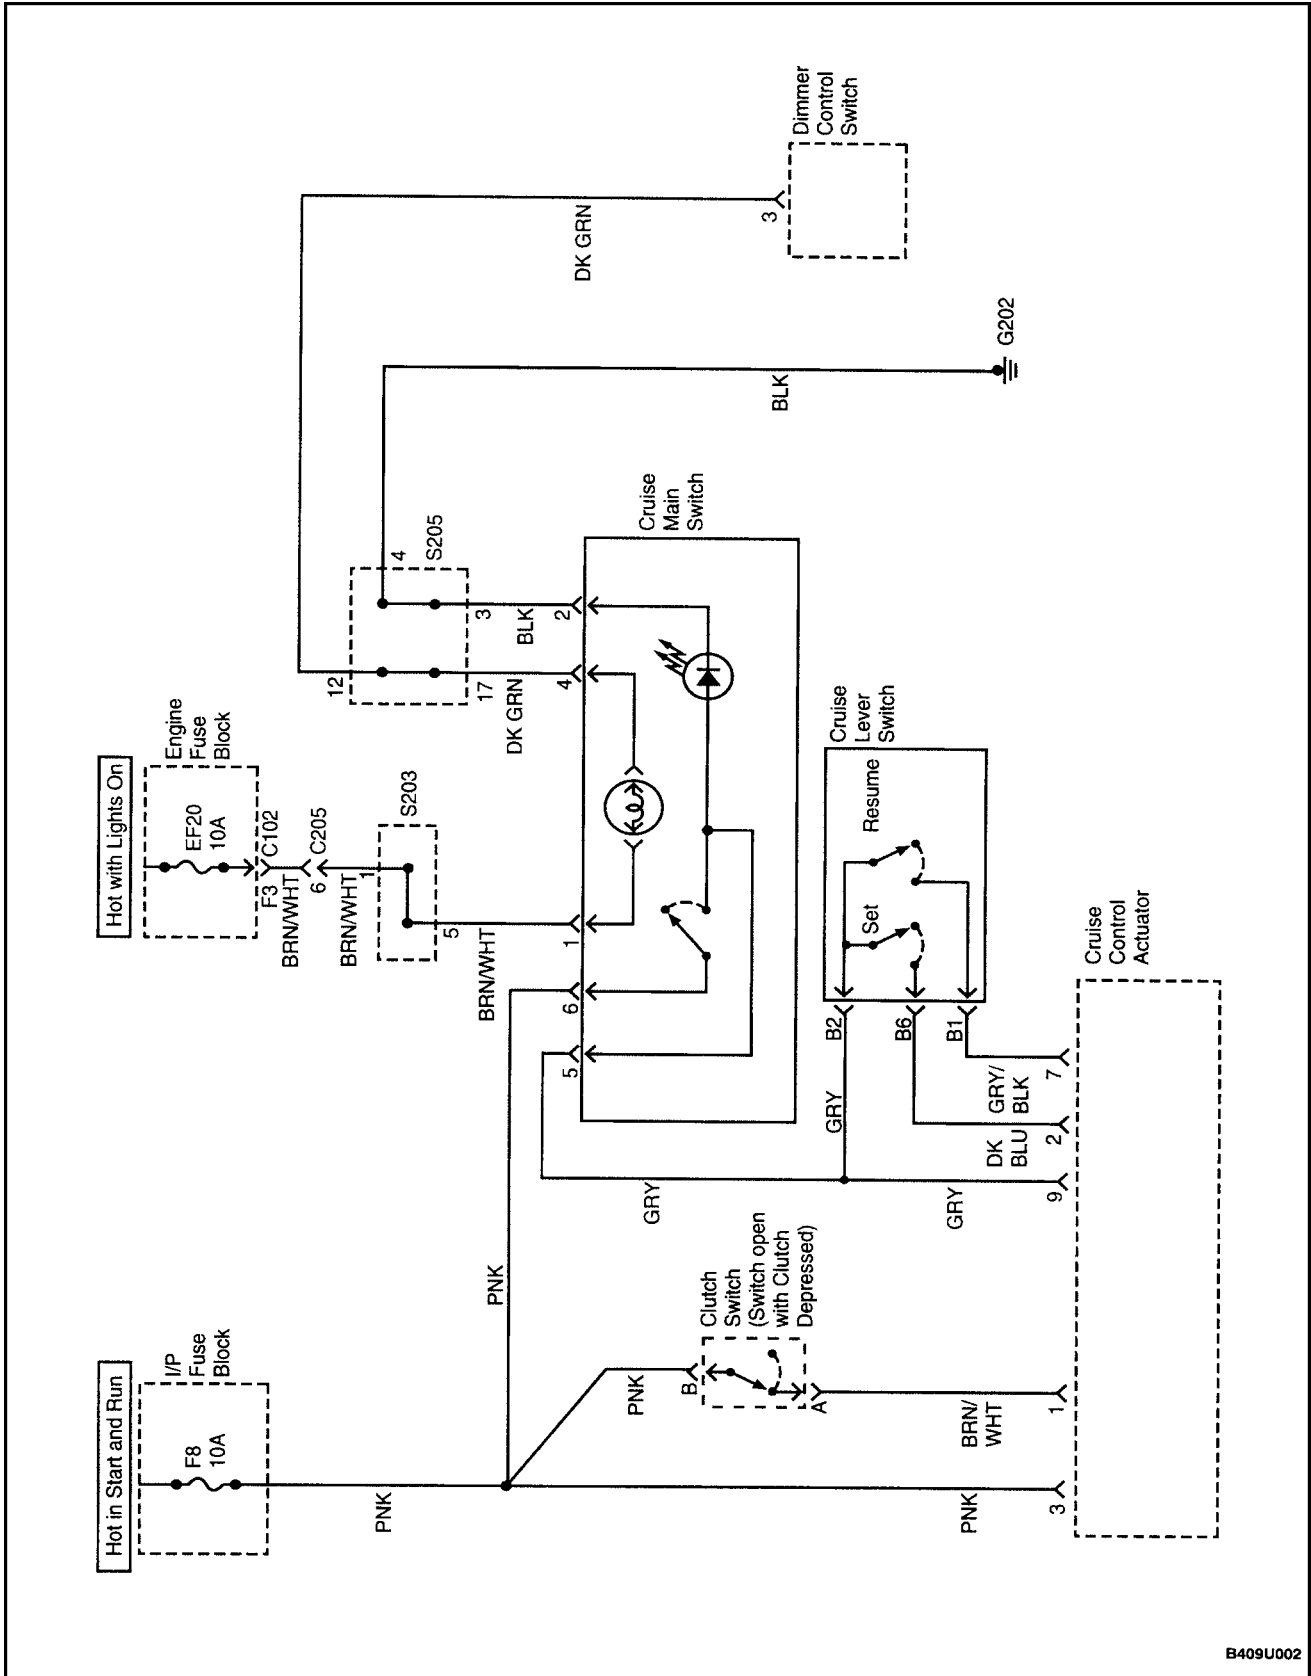 Hot in Start and Run
I/P
Fuse
Block
F8
10A
PNK
PNK
PNK
B
Clutch
Switch
(Switch open
with Clutch
Depressed)
A
BRN/
WHT
PNK
3
1
Hot with Lights On
Engine
Fuse
Block
EF20
10A
F3
C102
BRN/WHT
6
C205
BRN/WHT
1
S203
5
BRN/WHT
12
4
S205
17
3
DK GRN
BLK
5
6
1
4
2
Cruise
Main
Switch
GRY
GRY
GRY
B2
B6
B1
Set
Resume
Cruise
Lever
Switch
DK
BLU
GRY/
BLK
9
2
7
Cruise
Control
Actuator
BLK
G202
DK GRN
3
Dimmer
Control
Switch
B409U002